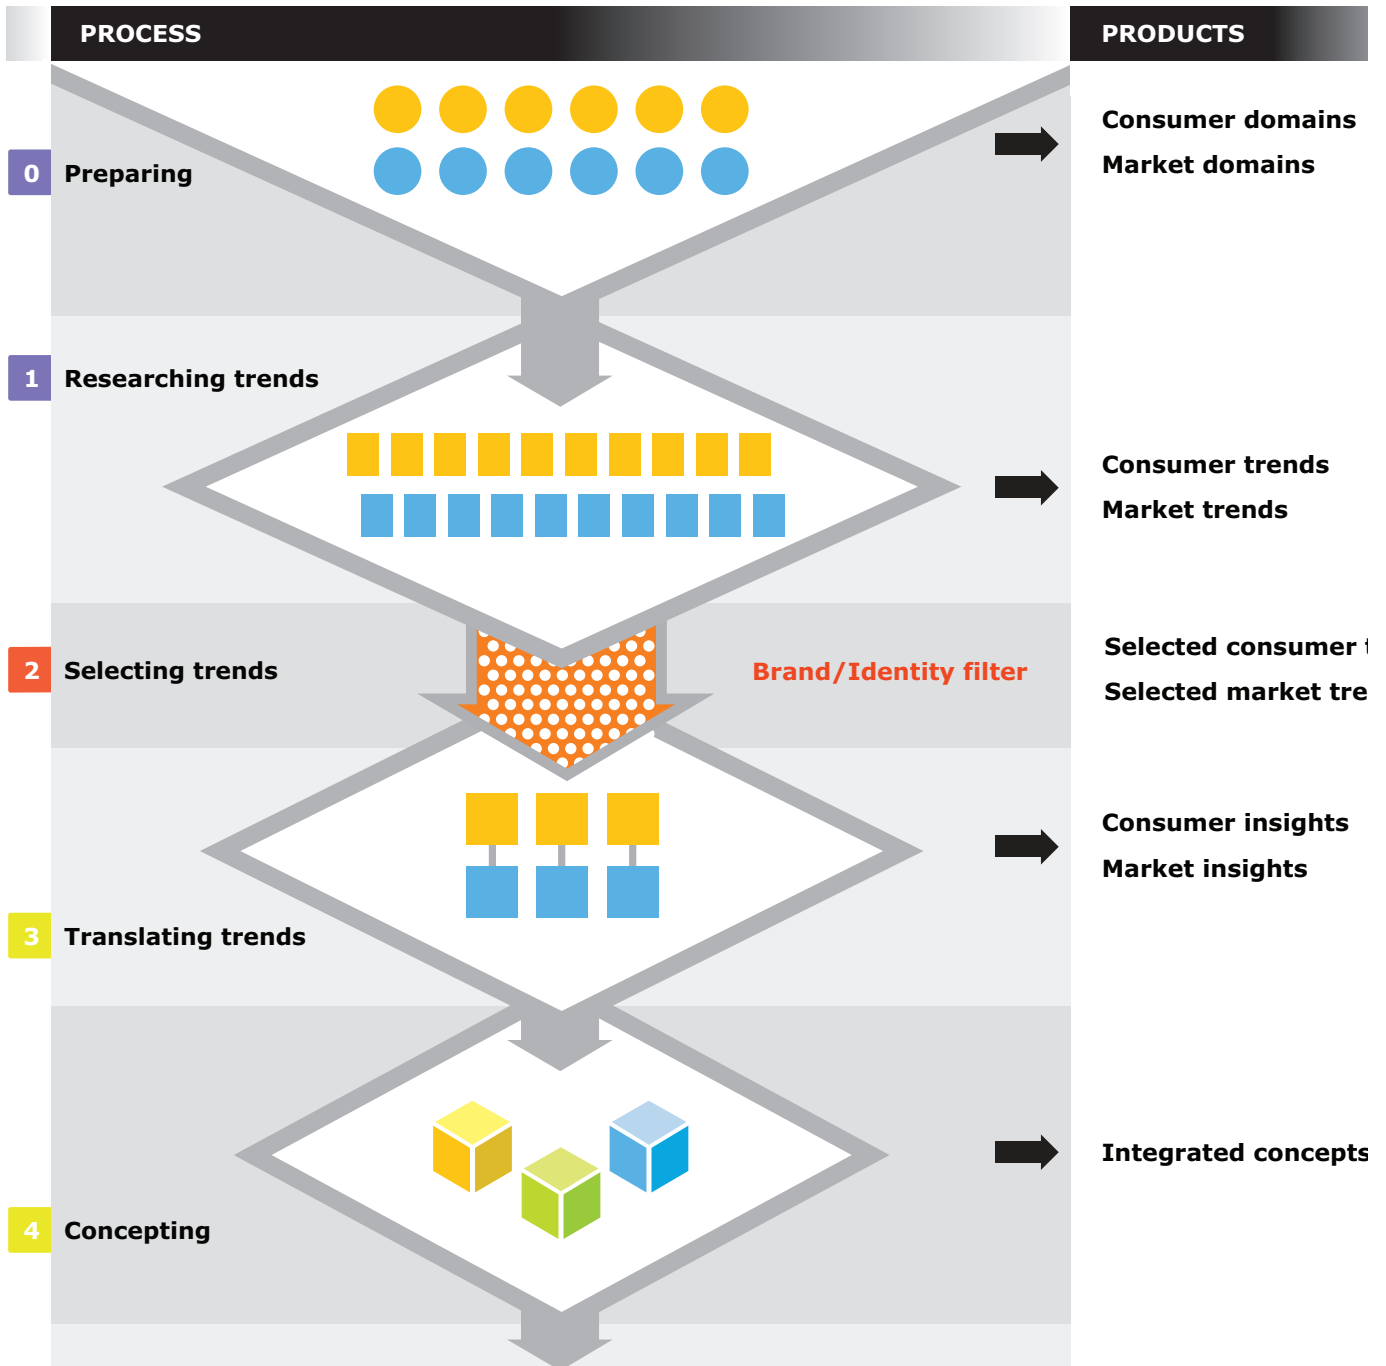 PROCESS
PRODUCTS
Consumer domains
0 Preparing
Market domains
1 Researching trends
Consumer trends
Market trends
Selected consumer
2 Selecting trends
Brand/Identity filter
Selected market
Consumer insights
Market insights
3 Translating trends
Integrated concepts
4 Concepting